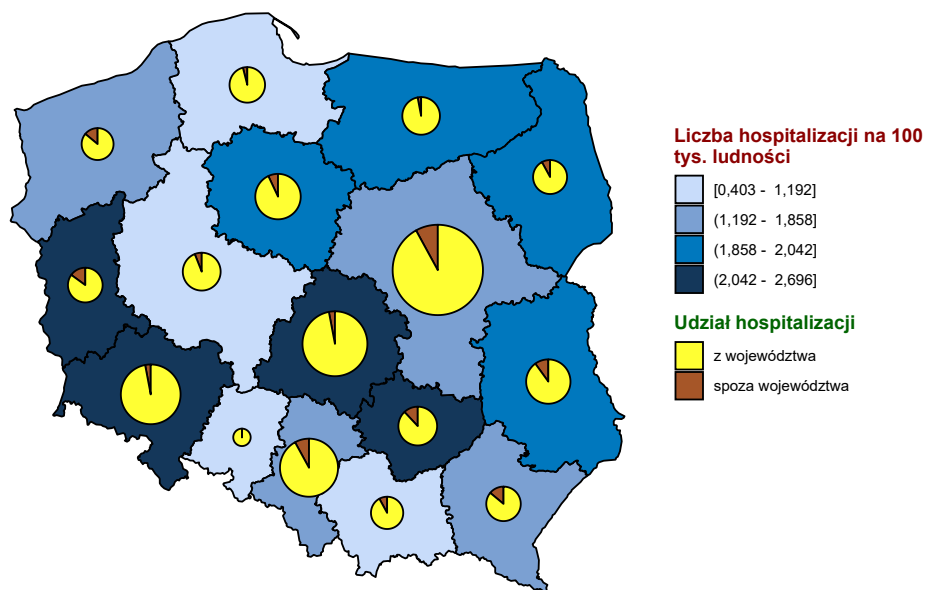 Liczba hospitalizacji na 100
tys. ludności
[0,403 - 1,192]
(1,192 - 1,858]
(1,858 - 2,042]
(2,042 - 2,696]
Udział hospitalizacji
z województwa
spoza województwa